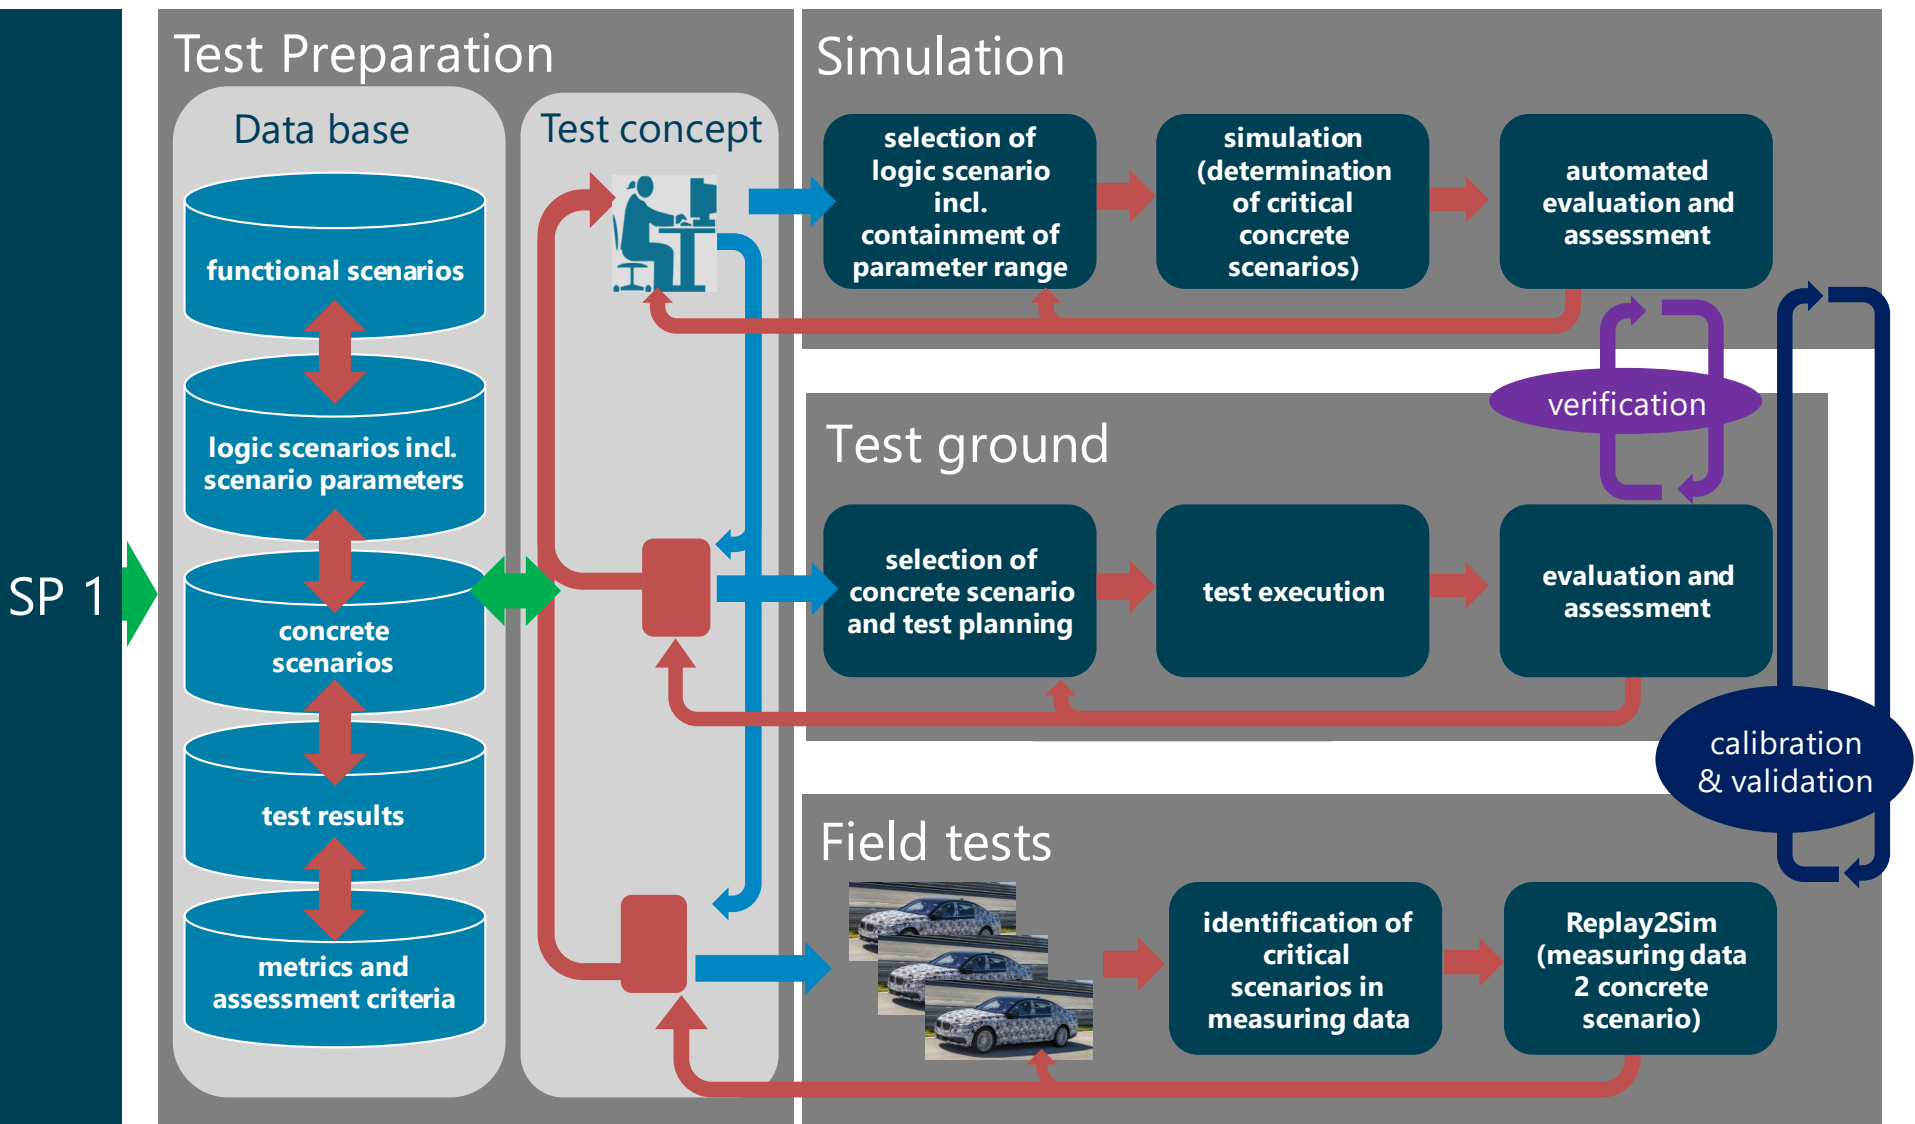 SP 1
Test Preparation
Data base
functional scenarios
logic scenarios incl.
scenario parameters
concrete
scenarios
test results
metrics and
assessment criteria
Test concept
Simulation
selection of
logic scenario
incl.
containment of
parameter range
simulation
(determination
of critical
concrete
scenarios)
automated
evaluation and
assessment
verification
Test ground
selection of
concrete scenario
and test planning
test execution
evaluation and
assessment
calibration
& validation
Field tests
identification of
critical
scenarios in
measuring data
Replay2Sim
(measuring data
2 concrete
scenario)